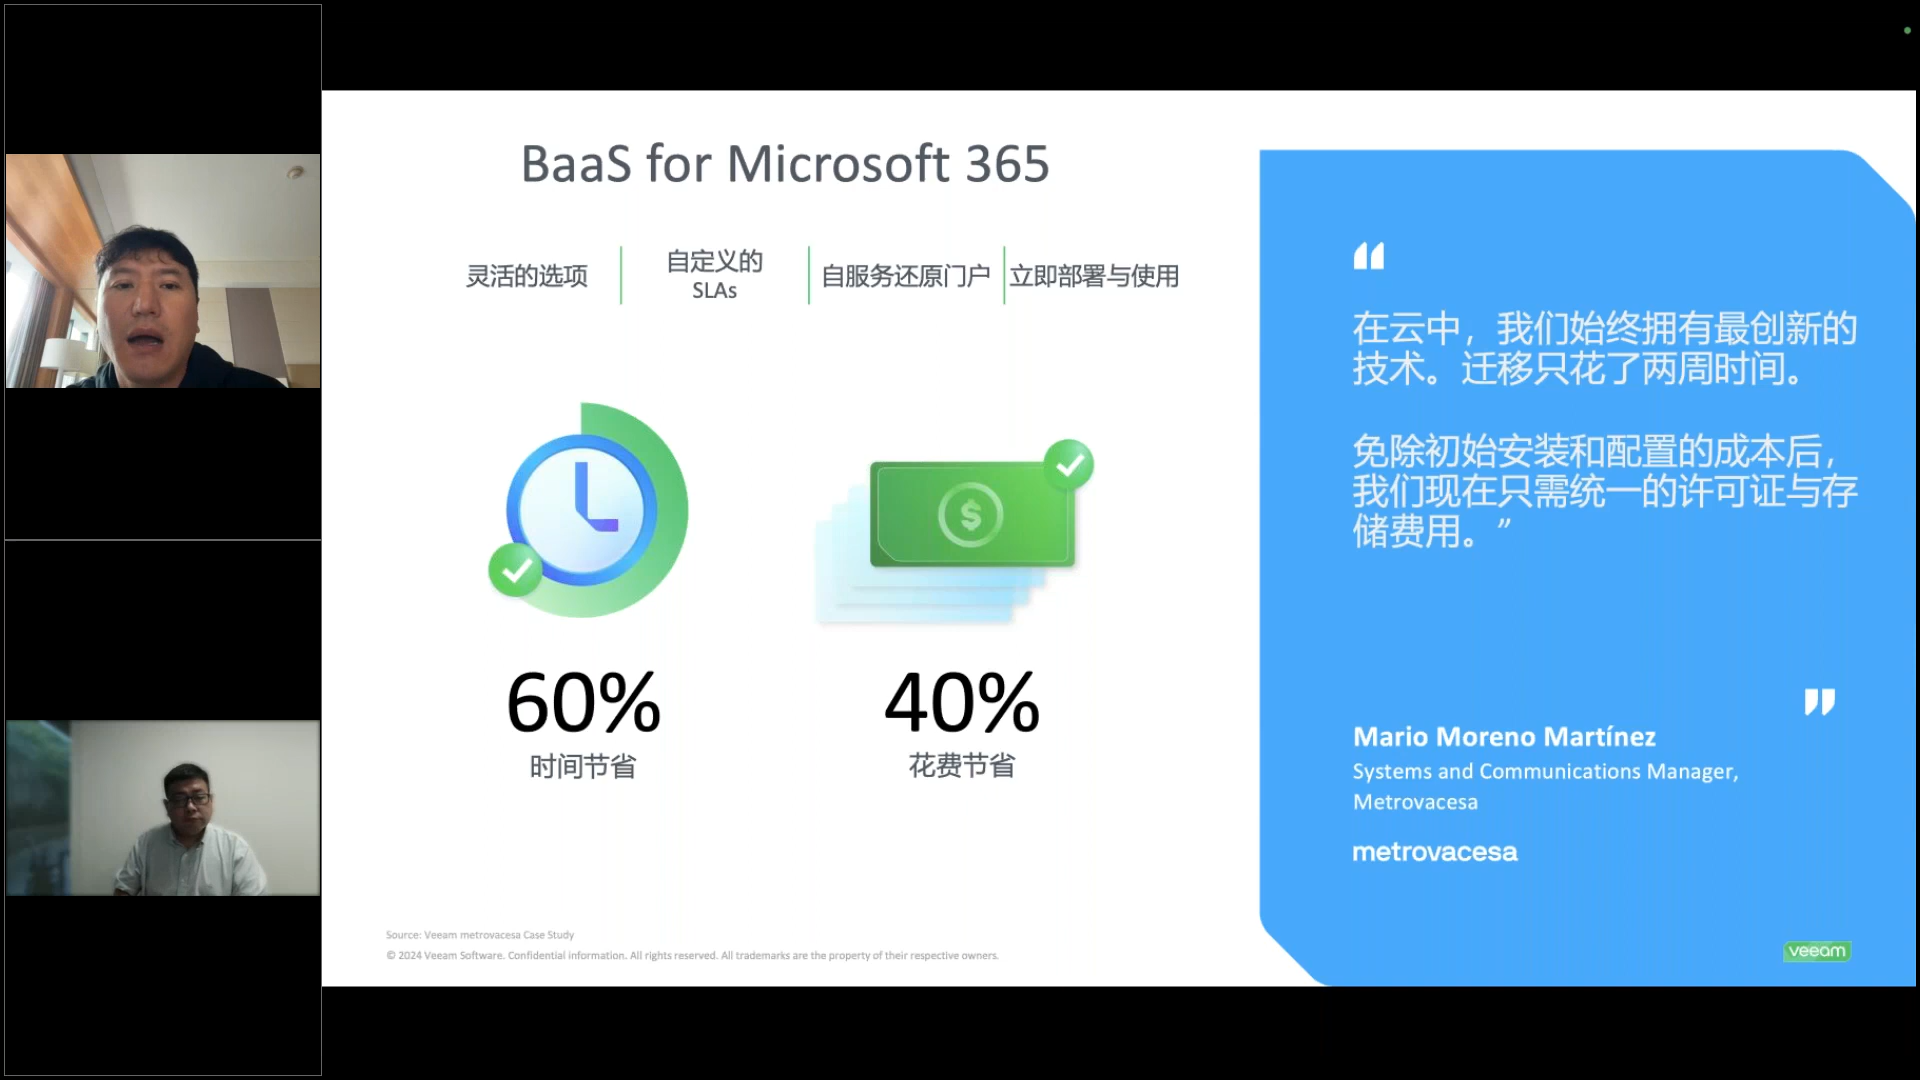 BaaS for Microsoft 365
灵活的选项
自定义的
SLAs
自服务还原门户
立即部署与使用
60%
时间节省
40%
花费节省
Source: Veeam metrovacesa Case Study
© 2024 Veeam Software. Confidential information. All rights reserved. All trademarks are the property of their respective owners.
“
在云中，我们始终拥有最创新的
技术。迁移只花了两周时间。
免除初始安装和配置的成本后，
我们现在只需统一的许可证与存
储费用。”
”
Mario Moreno Martínez
Systems and Communications Manager,
Metrovacesa
metrovacesa
veeam